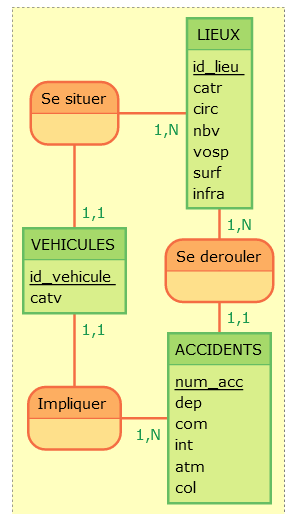 LIEUX
id_lieu
catr
circ
nbv
vosp
surf
infra
Se situer
1,N
1,1
1,N
VEHICULES
id_vehicule
catv
Se derouler
1,1
1,1
ACCIDENTS
num_acc
dep
com
int
atm
col
Impliquer
1,N